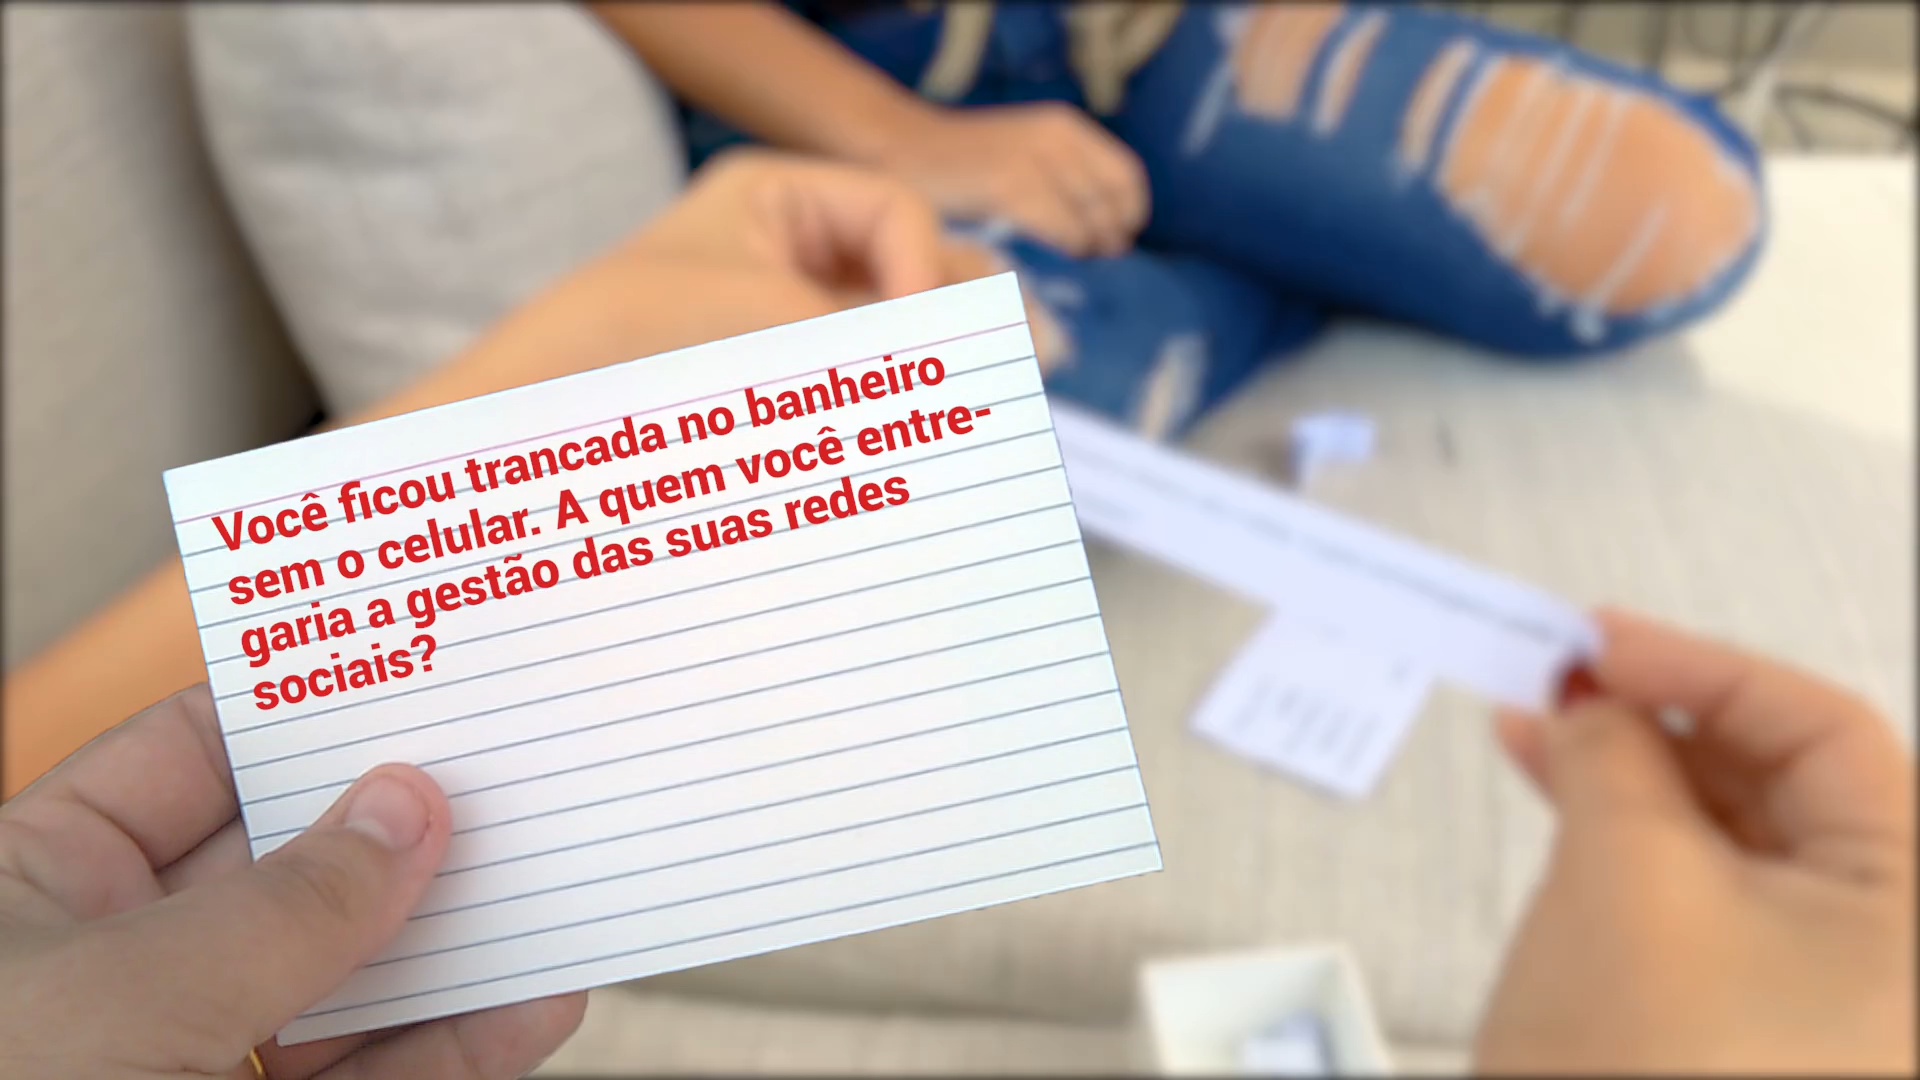 Você ficou trancada no banheiro
sem o celular. A quem você entre-
garia a gestão das suas redes
sociais?